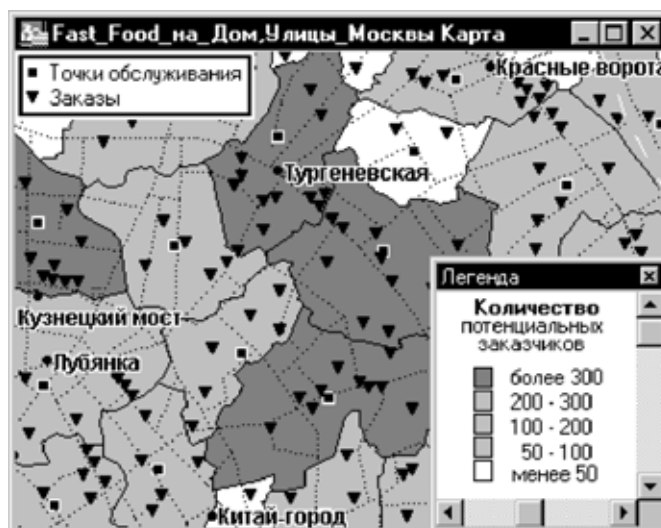 Fast_Food_на_Дом,Улицы_Москвы Карта
Точки обслуживания
Заказы
Красные ворота
Тургеневская
Кузнецкий мост
Лубянка
Китай-город
Легенда
Количество
потенциальных
заказчиков
более 300
200 - 300
100 - 200
50 - 100
менее 50